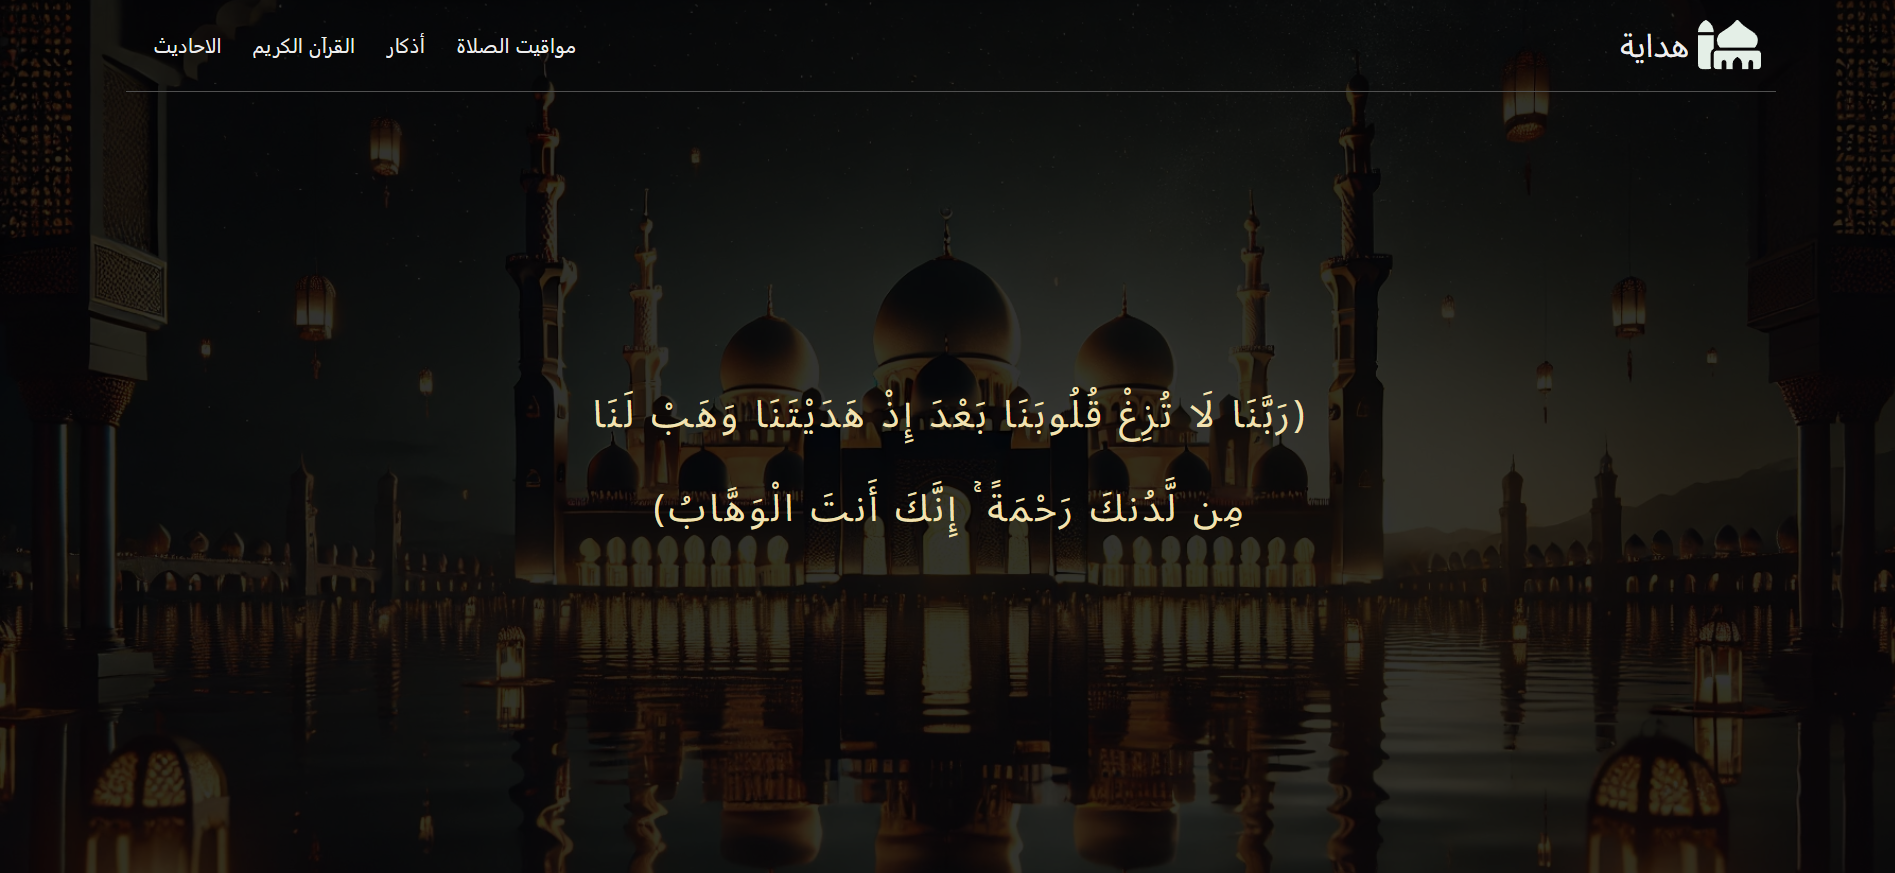 هداية
مواقيت الصلاة
أذكار
القرآن الكريم
الاحاديث
(رَبَّنَا لَا تُزِغْ قُلُوبَنَا بَعْدَ إِذْ هَدَيْتَنَا وَهَبْ لَنَا
مِن لَّدُنكَ رَحْمَةً ۚ إِنَّكَ أَنتَ الْوَهَّابُ)